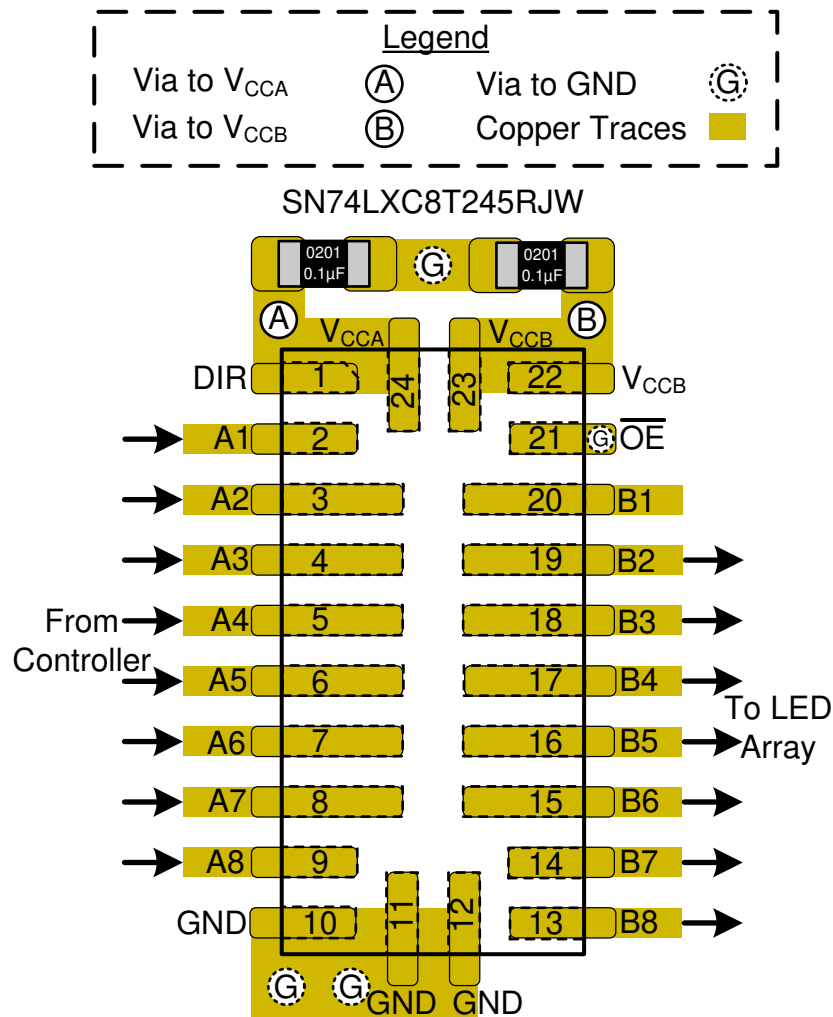 Legend
Via to VCCA A Via to GND G
Via to VCCB B Copper Traces
SN74LXC8T245RJW
0201 0201
0.1µF G 0.1µF
A B
VCCA VCCB
DIR 1 24 23 22 VCCB
A1 2 21 G OE
A2 3 20 B1
A3 4 19 B2
A4 5 18 B3
From
Controller
A5 6 17 B4
To LED
Array
A6 7 16 B5
A7 8 15 B6
A8 9 14 B7
GND 10 11 12 13 B8
G G GND GND